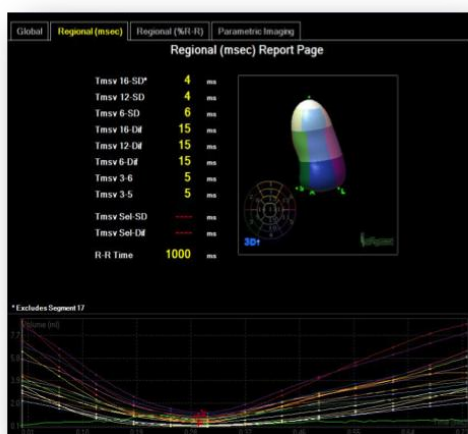 Global Regional (msec) Regional (%R-R) Parametric Imaging
Regional (msec) Report Page
Tmsv 16-SD* 4 ms
Tmsv 12-SD 4 ms
Tmsv 6-SD 6 ms
Tmsv 16-Dif 15 ms
Tmsv 12-Dif 15 ms
Tmsv 6-Dif 15 ms
Tmsv 3-6 5 ms
Tmsv 3-5 5 ms
Tmsv Sel-SD ---- ms
Tmsv Sel-Dif ---- ms
R-R Time 1000 ms
3D
* Excludes Segment 17
Volume (ml)